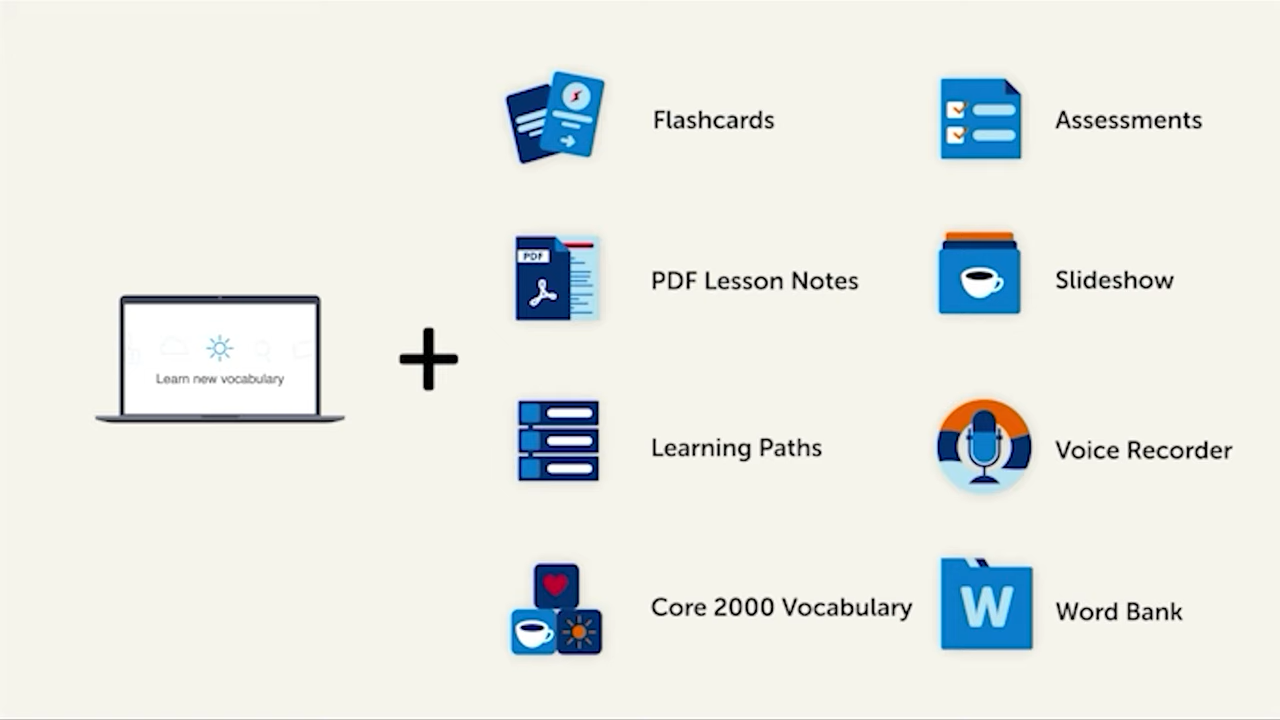 Flashcards
Assessments
PDF
PDF Lesson Notes
Slideshow
Learn new vocabulary
Learning Paths
Voice Recorder
Core 2000 Vocabulary
W
Word Bank